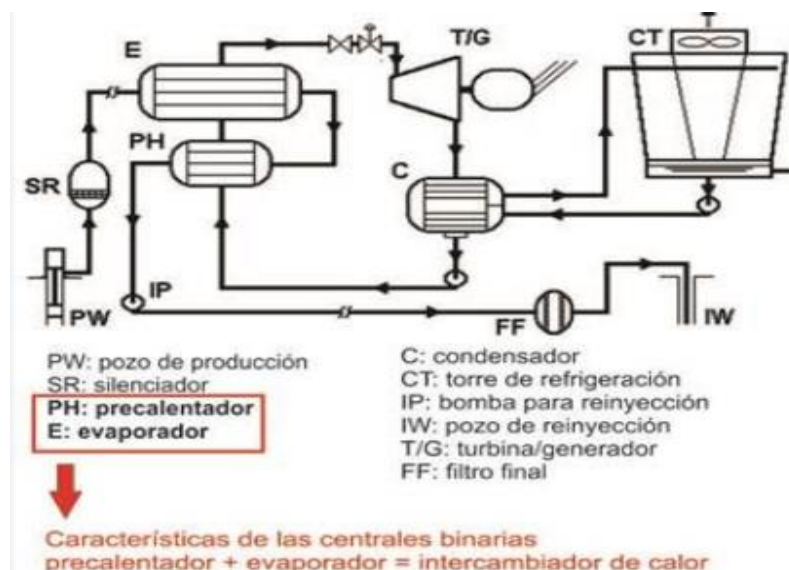 E
T/G
CT
PH
SR
C
IP
PW
FF
IW
PW: pozo de producción
SR: silenciador
PH: precalentador
E: evaporador
C: condensador
CT: torre de refrigeración
IP: bomba para reinyección
IW: pozo de reinyección
T/G: turbina/generador
FF: filtro final
Características de las centrales binarias
precalentador + evaporador = intercambiador de calor